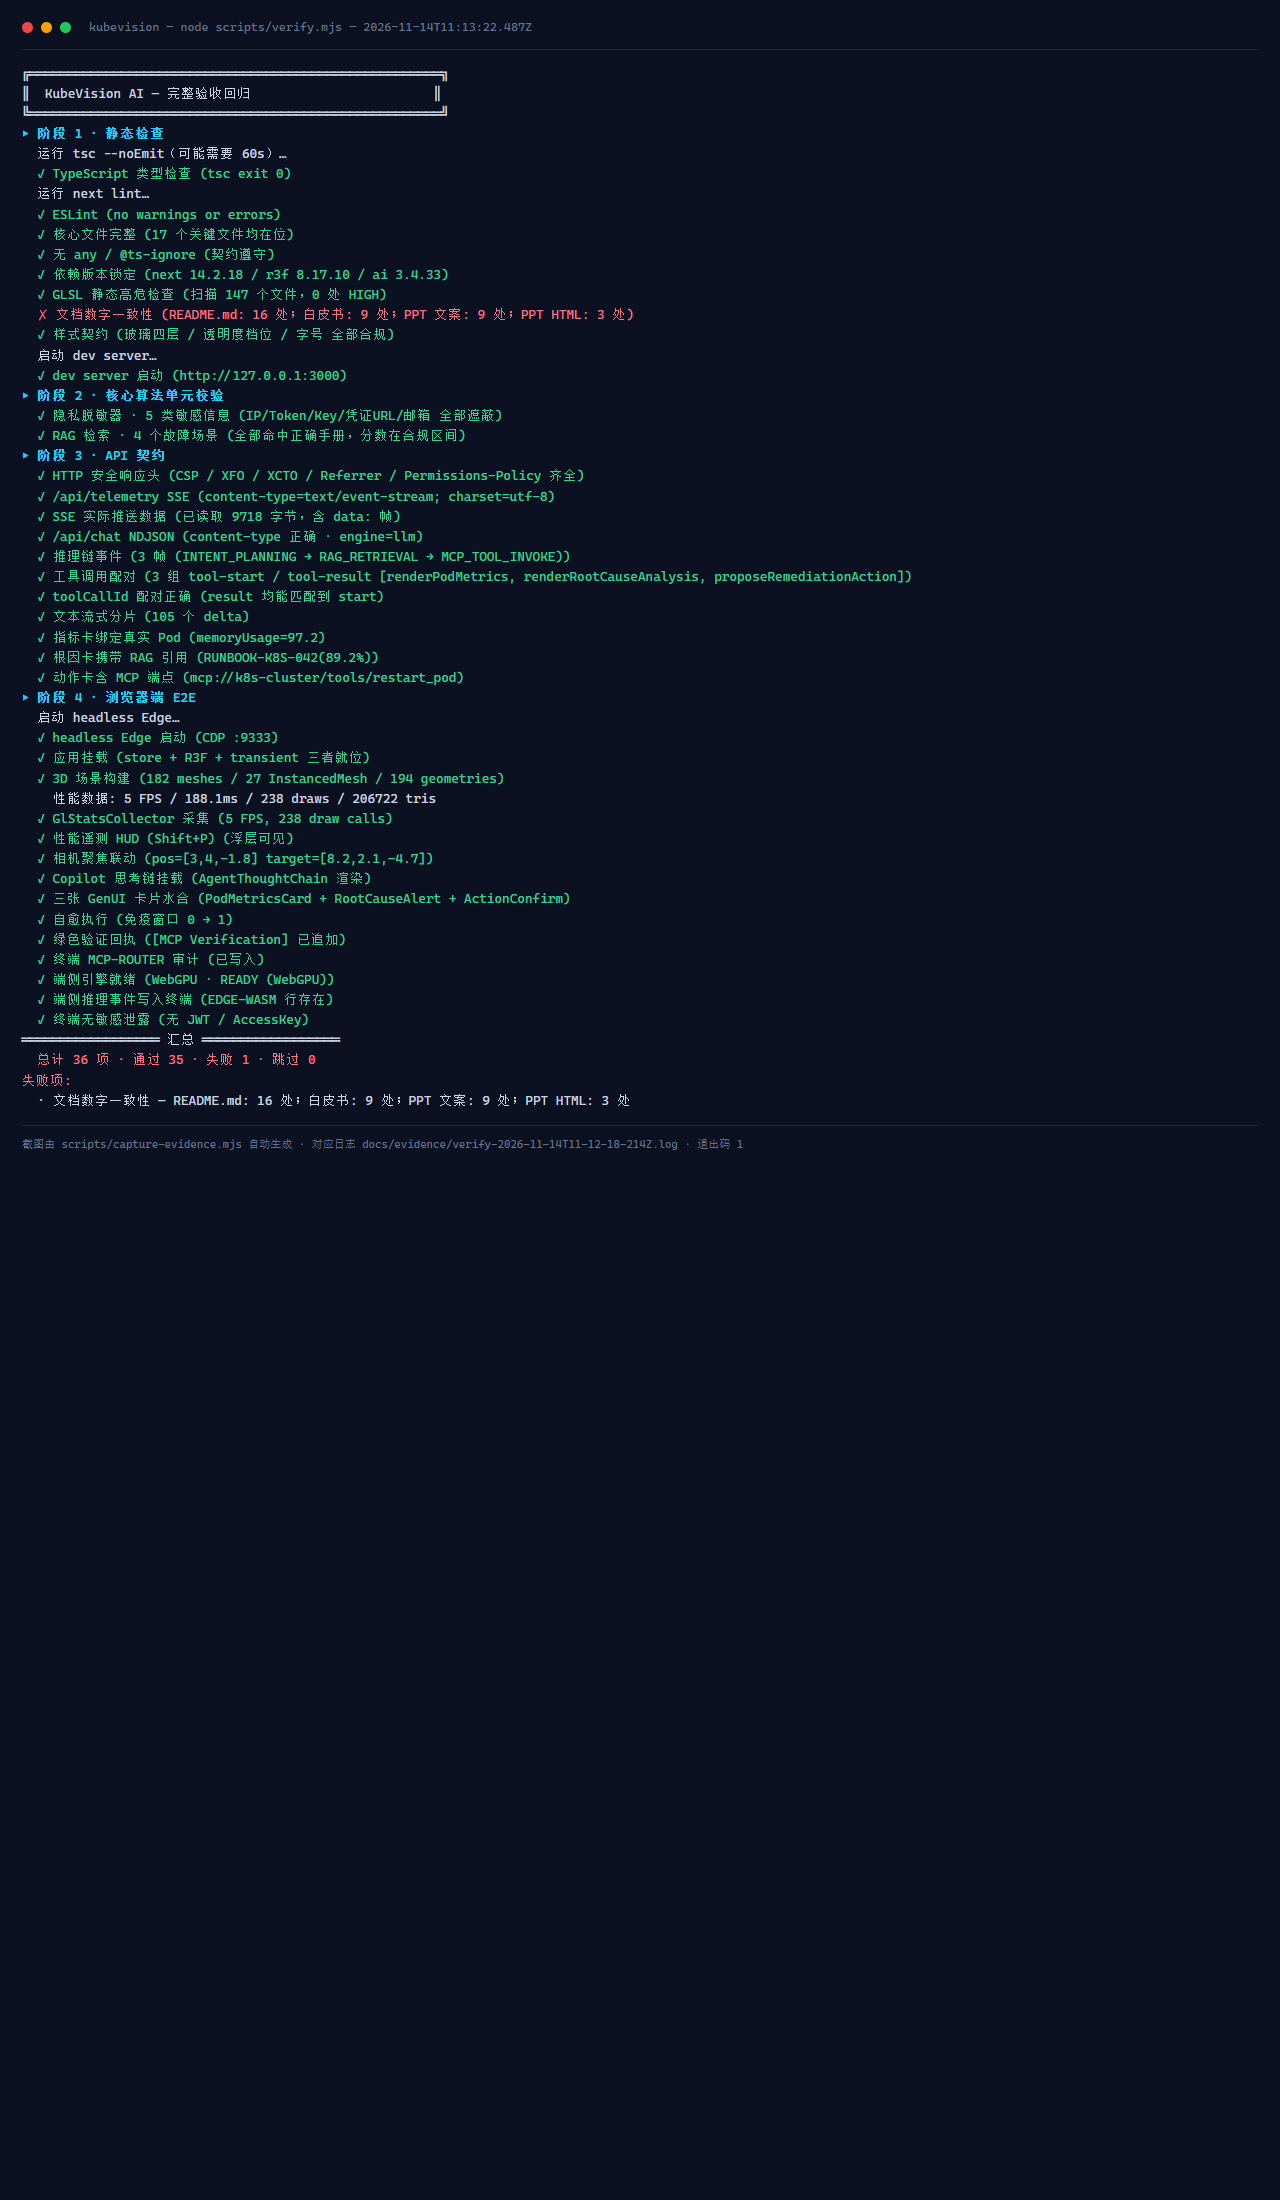 kubevision — node scripts/verify.mjs — 2026-11-14T11:13:22.487Z
╔══════════════════════════════════════════════════════╗
║  KubeVision AI — 完整验收回归                        ║
╚══════════════════════════════════════════════════════╝
▸ 阶段 1 · 静态检查
运行 tsc --noEmit（可能需要 60s）…
✓ TypeScript 类型检查 (tsc exit 0)
运行 next lint…
✓ ESLint (no warnings or errors)
✓ 核心文件完整 (17 个关键文件均在位)
✓ 无 any / @ts-ignore (契约遵守)
✓ 依赖版本锁定 (next 14.2.18 / r3f 8.17.10 / ai 3.4.33)
✓ GLSL 静态高危检查 (扫描 147 个文件，0 处 HIGH)
✗ 文档数字一致性 (README.md: 16 处；白皮书: 9 处；PPT 文案: 9 处；PPT HTML: 3 处)
✓ 样式契约 (玻璃四层 / 透明度档位 / 字号 全部合规)
启动 dev server…
✓ dev server 启动 (http://127.0.0.1:3000)
▸ 阶段 2 · 核心算法单元校验
✓ 隐私脱敏器 · 5 类敏感信息 (IP/Token/Key/凭证URL/邮箱 全部遮蔽)
✓ RAG 检索 · 4 个故障场景 (全部命中正确手册，分数在合规区间)
▸ 阶段 3 · API 契约
✓ HTTP 安全响应头 (CSP / XFO / XCTO / Referrer / Permissions-Policy 齐全)
✓ /api/telemetry SSE (content-type=text/event-stream; charset=utf-8)
✓ SSE 实际推送数据 (已读取 9718 字节，含 data: 帧)
✓ /api/chat NDJSON (content-type 正确 · engine=llm)
✓ 推理链事件 (3 帧 (INTENT_PLANNING → RAG_RETRIEVAL → MCP_TOOL_INVOKE))
✓ 工具调用配对 (3 组 tool-start / tool-result [renderPodMetrics, renderRootCauseAnalysis, proposeRemediationAction])
✓ toolCallId 配对正确 (result 均能匹配到 start)
✓ 文本流式分片 (105 个 delta)
✓ 指标卡绑定真实 Pod (memoryUsage=97.2)
✓ 根因卡携带 RAG 引用 (RUNBOOK-K8S-042(89.2%))
✓ 动作卡含 MCP 端点 (mcp://k8s-cluster/tools/restart_pod)
▸ 阶段 4 · 浏览器端 E2E
启动 headless Edge…
✓ headless Edge 启动 (CDP :9333)
✓ 应用挂载 (store + R3F + transient 三者就位)
✓ 3D 场景构建 (182 meshes / 27 InstancedMesh / 194 geometries)
性能数据: 5 FPS / 188.1ms / 238 draws / 206722 tris
✓ GlStatsCollector 采集 (5 FPS, 238 draw calls)
✓ 性能遥测 HUD (Shift+P) (浮层可见)
✓ 相机聚焦联动 (pos=[3,4,-1.8] target=[8.2,2.1,-4.7])
✓ Copilot 思考链挂载 (AgentThoughtChain 渲染)
✓ 三张 GenUI 卡片水合 (PodMetricsCard + RootCauseAlert + ActionConfirm)
✓ 自愈执行 (免疫窗口 0 → 1)
✓ 绿色验证回执 ([MCP Verification] 已追加)
✓ 终端 MCP-ROUTER 审计 (已写入)
✓ 端侧引擎就绪 (WebGPU · READY (WebGPU))
✓ 端侧推理事件写入终端 (EDGE-WASM 行存在)
✓ 终端无敏感泄露 (无 JWT / AccessKey)
══════════════════ 汇总 ══════════════════
总计 36 项 · 通过 35 · 失败 1 · 跳过 0
失败项:
· 文档数字一致性 — README.md: 16 处；白皮书: 9 处；PPT 文案: 9 处；PPT HTML: 3 处
截图由 scripts/capture-evidence.mjs 自动生成 · 对应日志 docs/evidence/verify-2026-11-14T11-12-18-214Z.log · 退出码 1